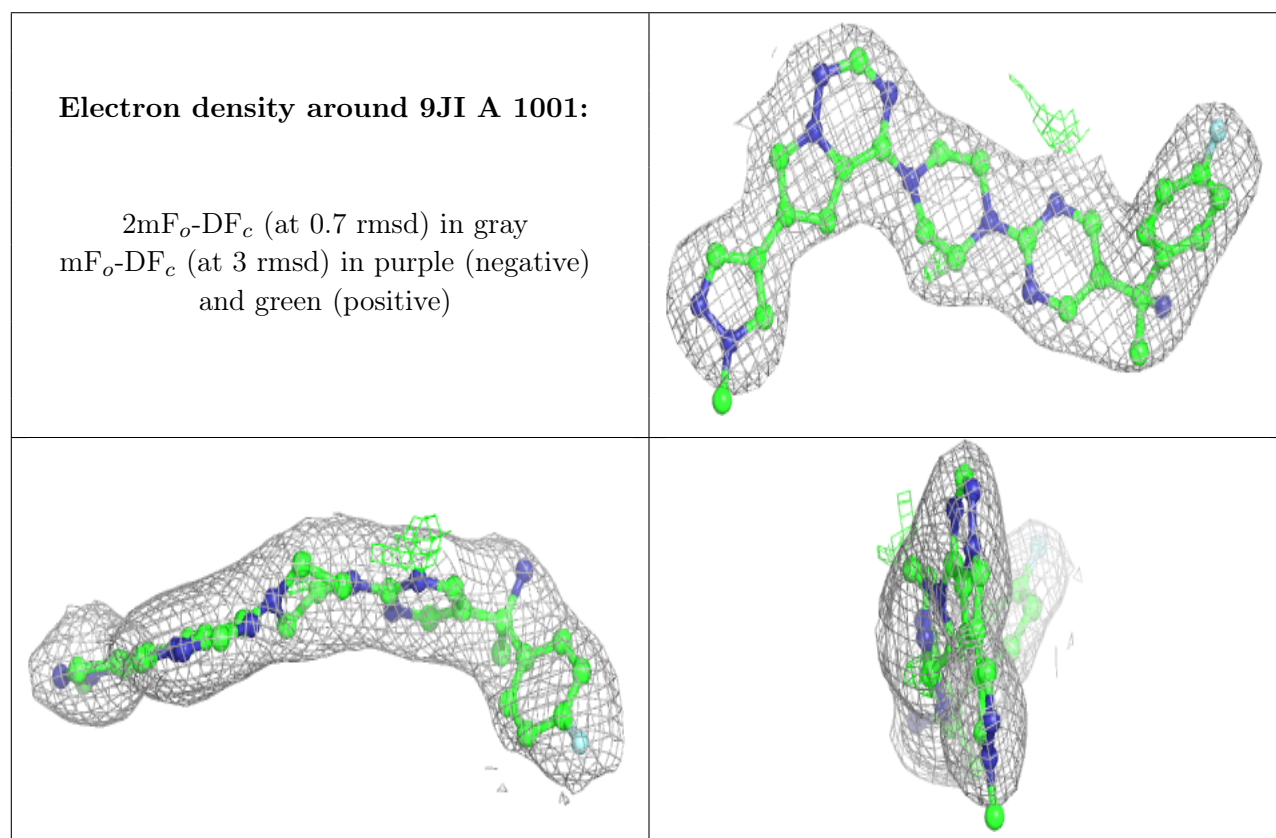 Electron density around 9JI A 1001:
2mFo-DFc (at 0.7 rmsd) in gray
mFo-DFc (at 3 rmsd) in purple (negative)
and green (positive)